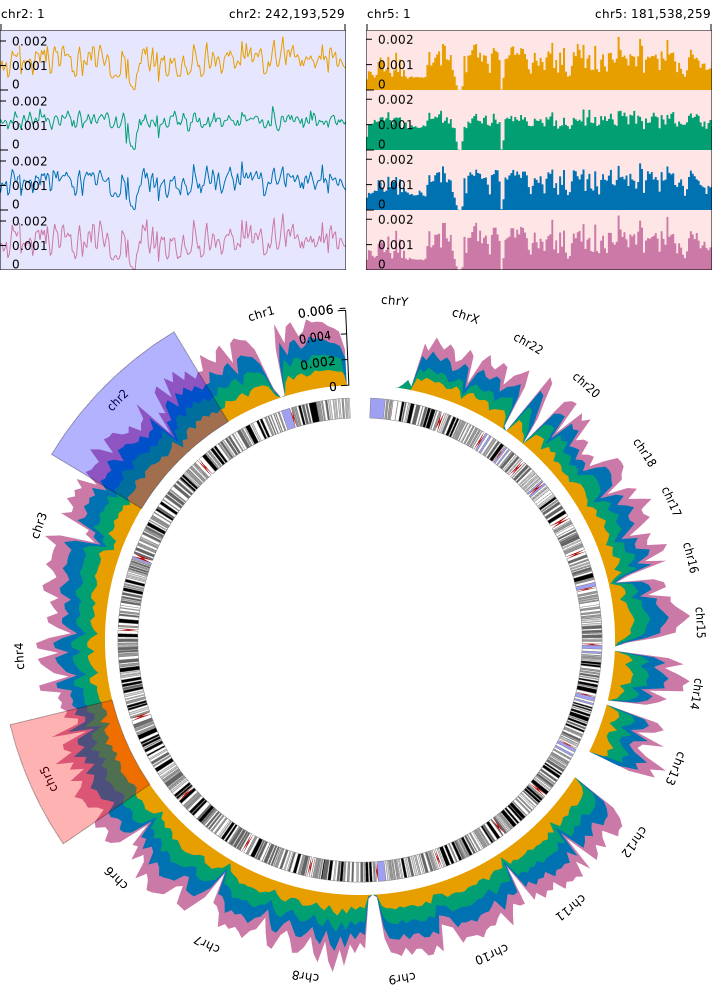 chr2: 1
chr2: 242,193,529
chr5: 1
chr5: 181,538,259
0.002
0.001
0
0.002
0.001
0
0.002
0.001
0
0.002
0.001
0
0.002
0.001
0
0.002
0.001
0
0.002
0.001
0
0.002
0.001
0
0.006
0.004
0.002
0
chr1
chrY
chrX
chr22
chr20
chr18
chr17
chr16
chr15
chr14
chr13
chr12
chr11
chr10
chr9
chr8
chr7
chr6
chr5
chr4
chr3
chr2